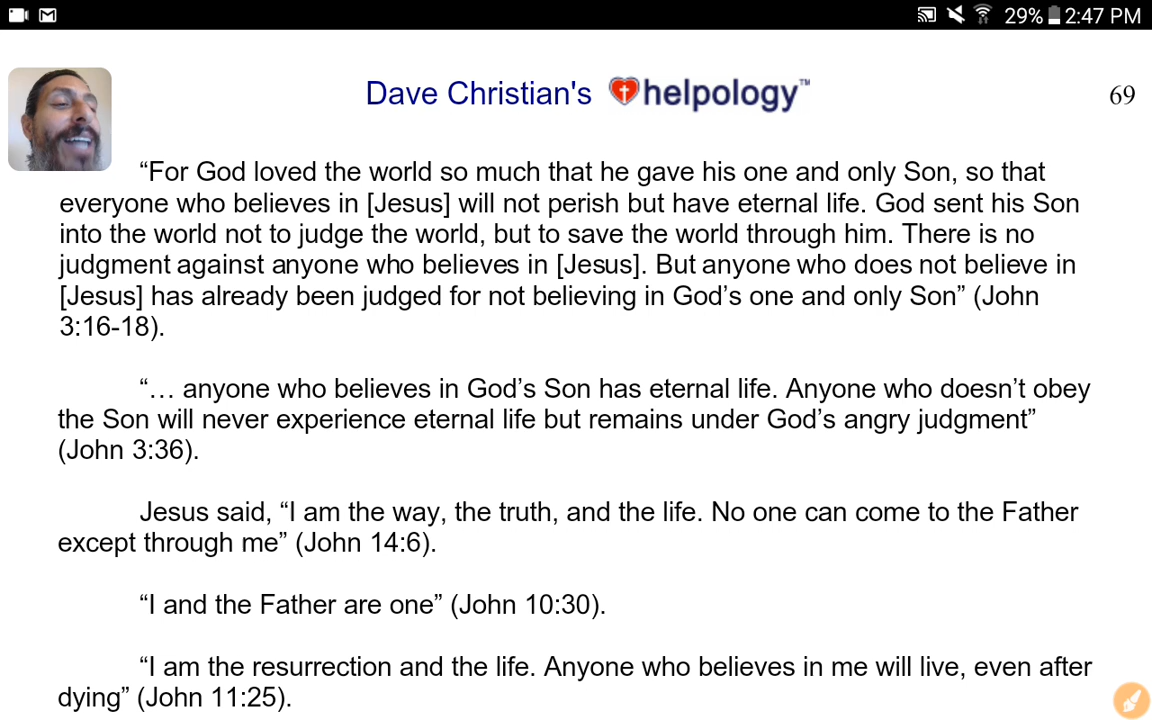 29% 2:47 PM
Dave Christian's helpology™ 69
“For God loved the world so much that he gave his one and only Son, so that
everyone who believes in [Jesus] will not perish but have eternal life. God sent his Son
into the world not to judge the world, but to save the world through him. There is no
judgment against anyone who believes in [Jesus]. But anyone who does not believe in
[Jesus] has already been judged for not believing in God’s one and only Son” (John
3:16-18).
“… anyone who believes in God’s Son has eternal life. Anyone who doesn’t obey
the Son will never experience eternal life but remains under God’s angry judgment”
(John 3:36).
Jesus said, “I am the way, the truth, and the life. No one can come to the Father
except through me” (John 14:6).
“I and the Father are one” (John 10:30).
“I am the resurrection and the life. Anyone who believes in me will live, even after
dying” (John 11:25).